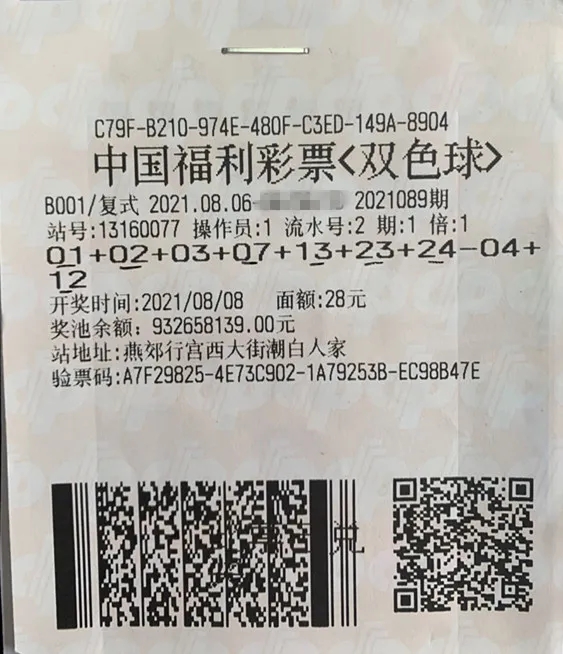 C79F-B210-974E-480F-C3ED-149A-8904
中国福利彩票<双色球>
B001/复式 2021.08.06- 2021089期
站号:13160077 操作员:1 流水号:2 期:1 倍:1
01+02+03+07+13+23+24-04+
12
开奖时间:2021/08/08 面额:28元
奖池余额: 932658139.00元
站地址:燕郊行宫西大街潮白人家
验票码:A7F29825-4E73C902-1A79253B-EC98B47E
兑